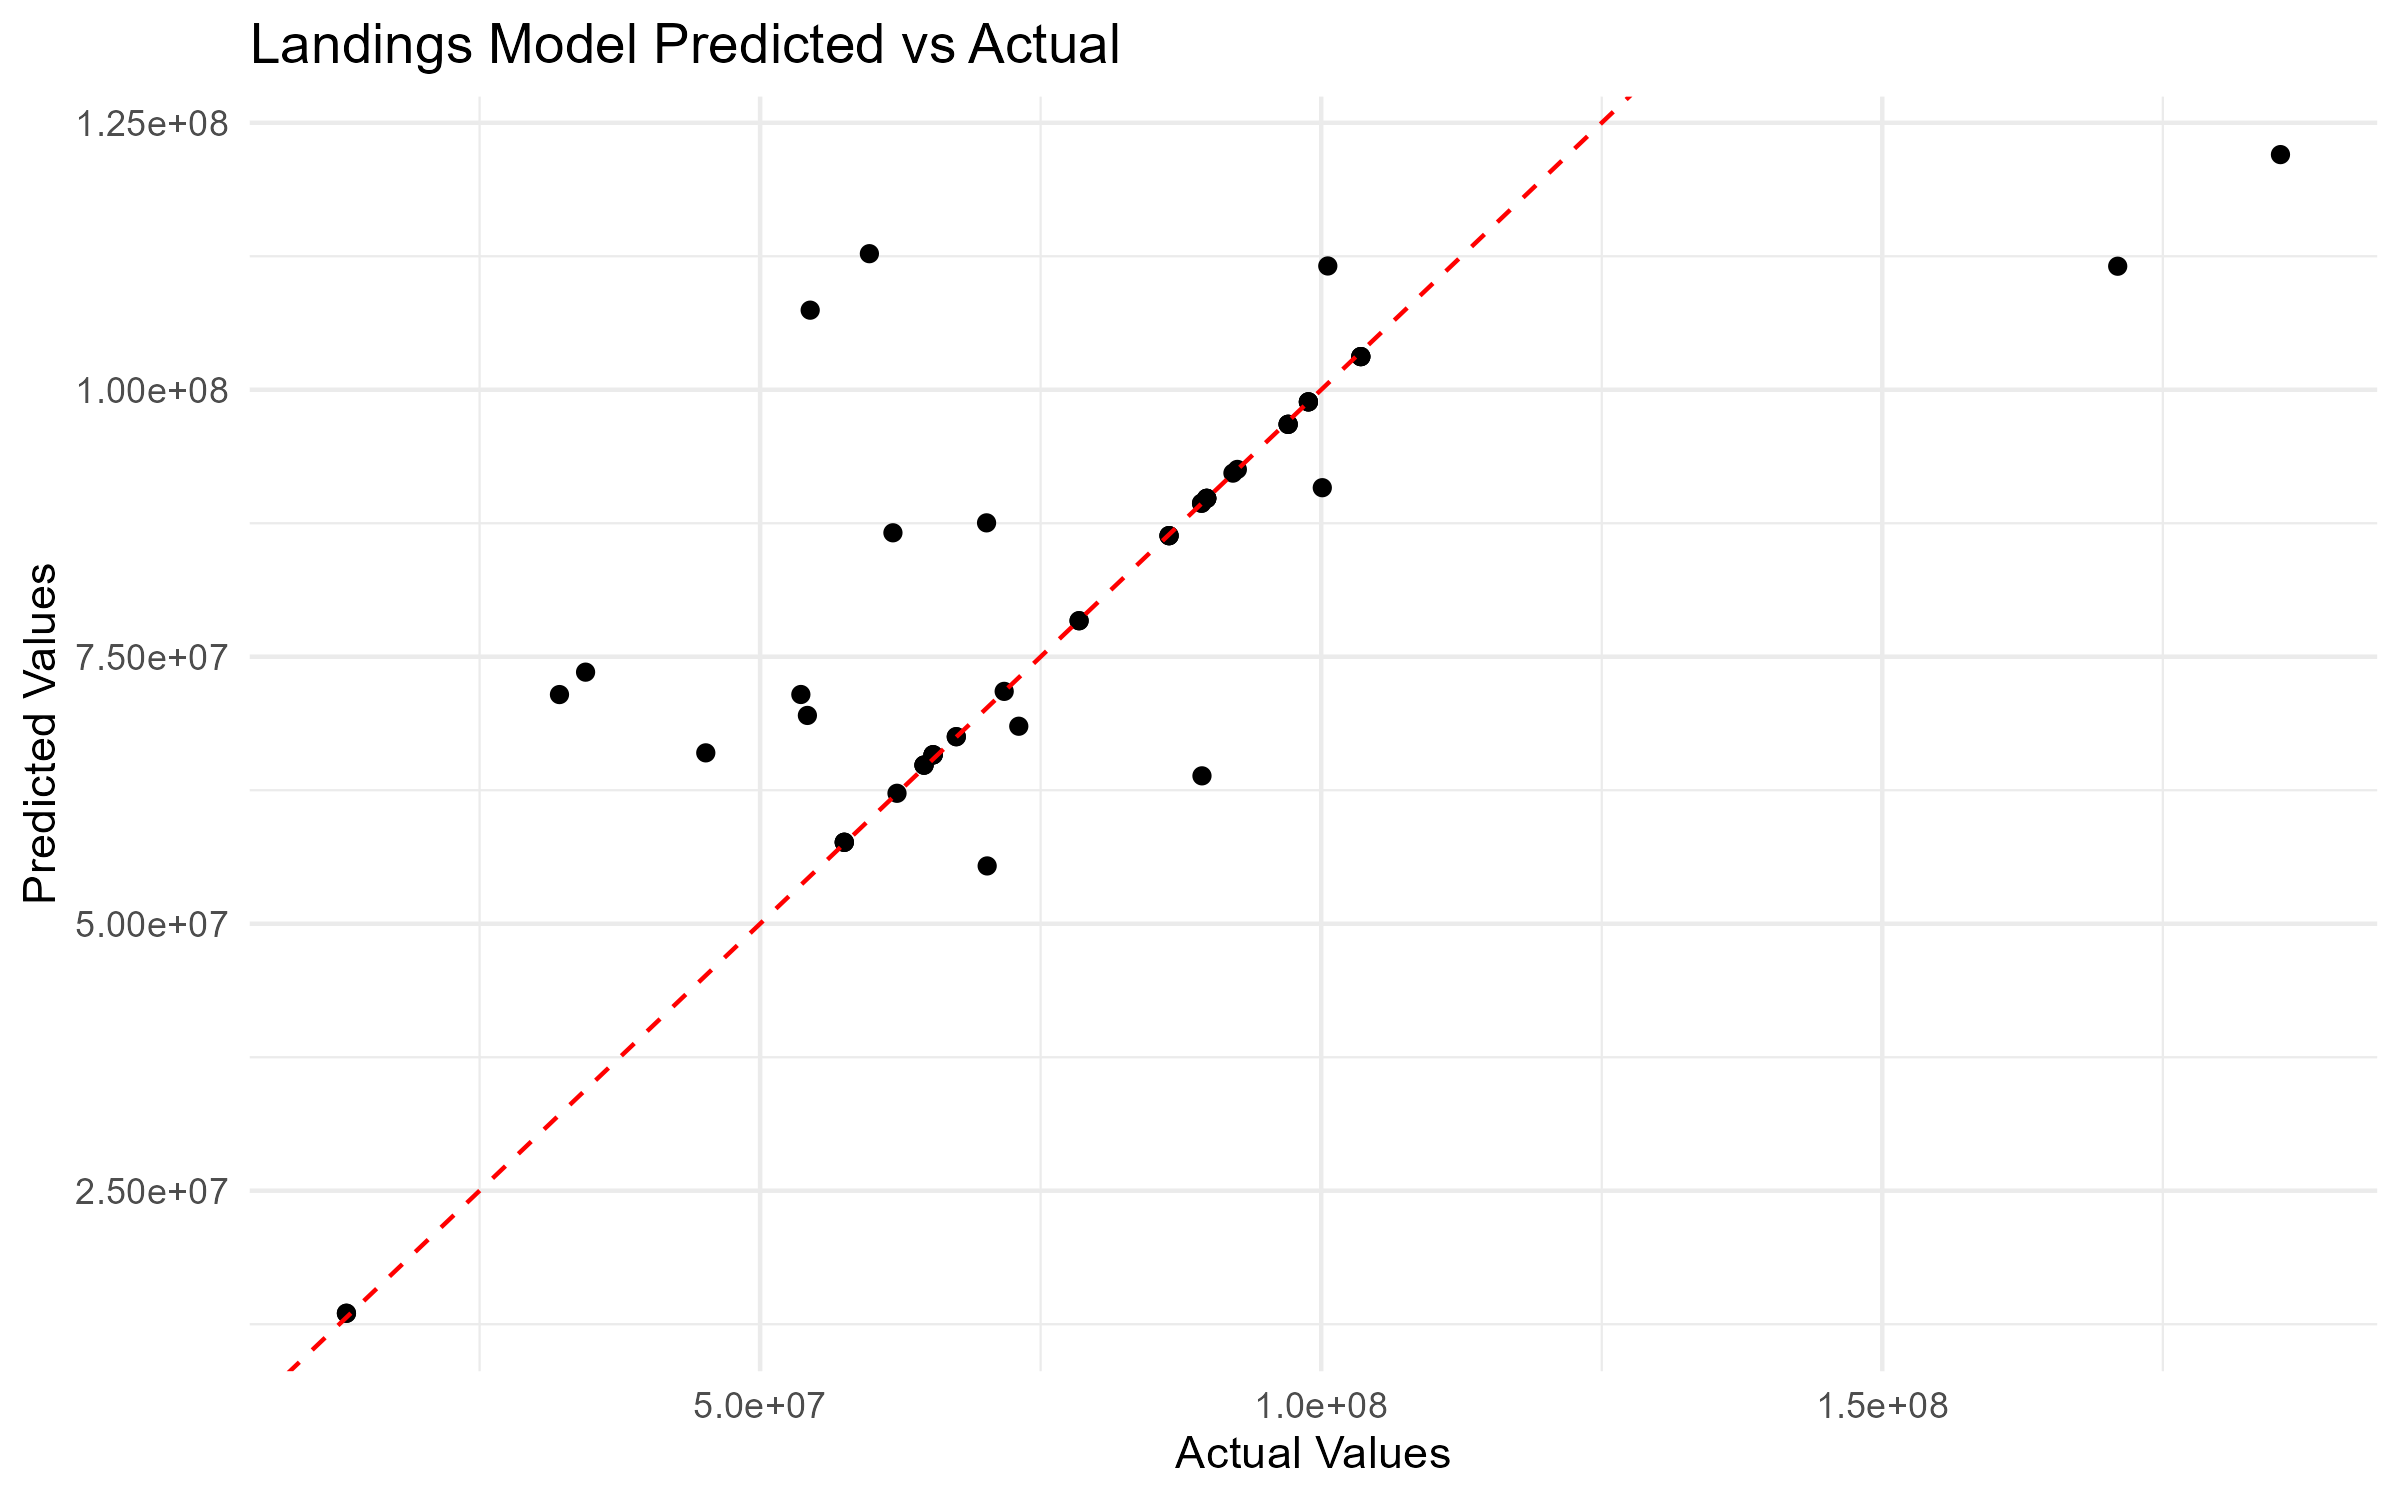 Landings Model Predicted vs Actual
1.25e+08
1.00e+08
7.50e+07
5.00e+07
2.50e+07
Predicted Values
5.0e+07
1.0e+08
1.5e+08
Actual Values